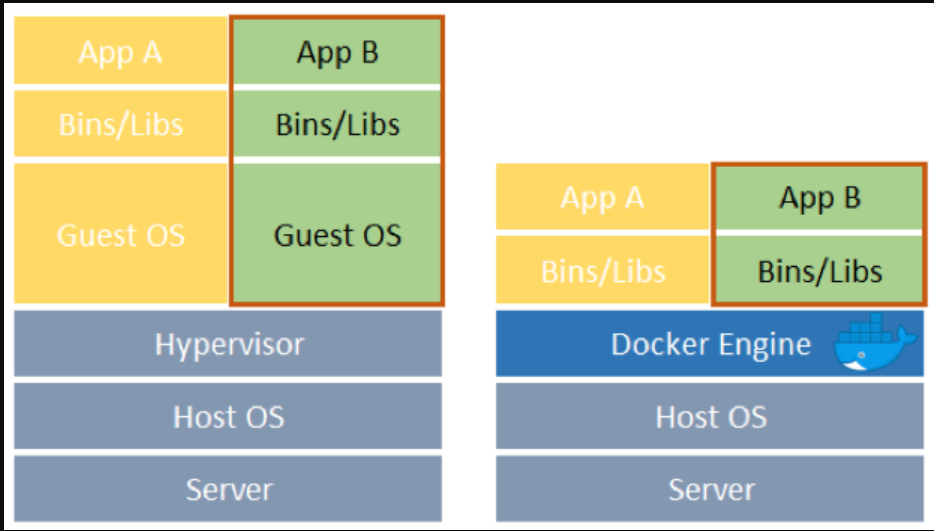 App A
App B
Bins/Libs
Bins/Libs
Guest OS
Guest OS
Hypervisor
Host OS
Server
App A
App B
Bins/Libs
Bins/Libs
Docker Engine
Host OS
Server